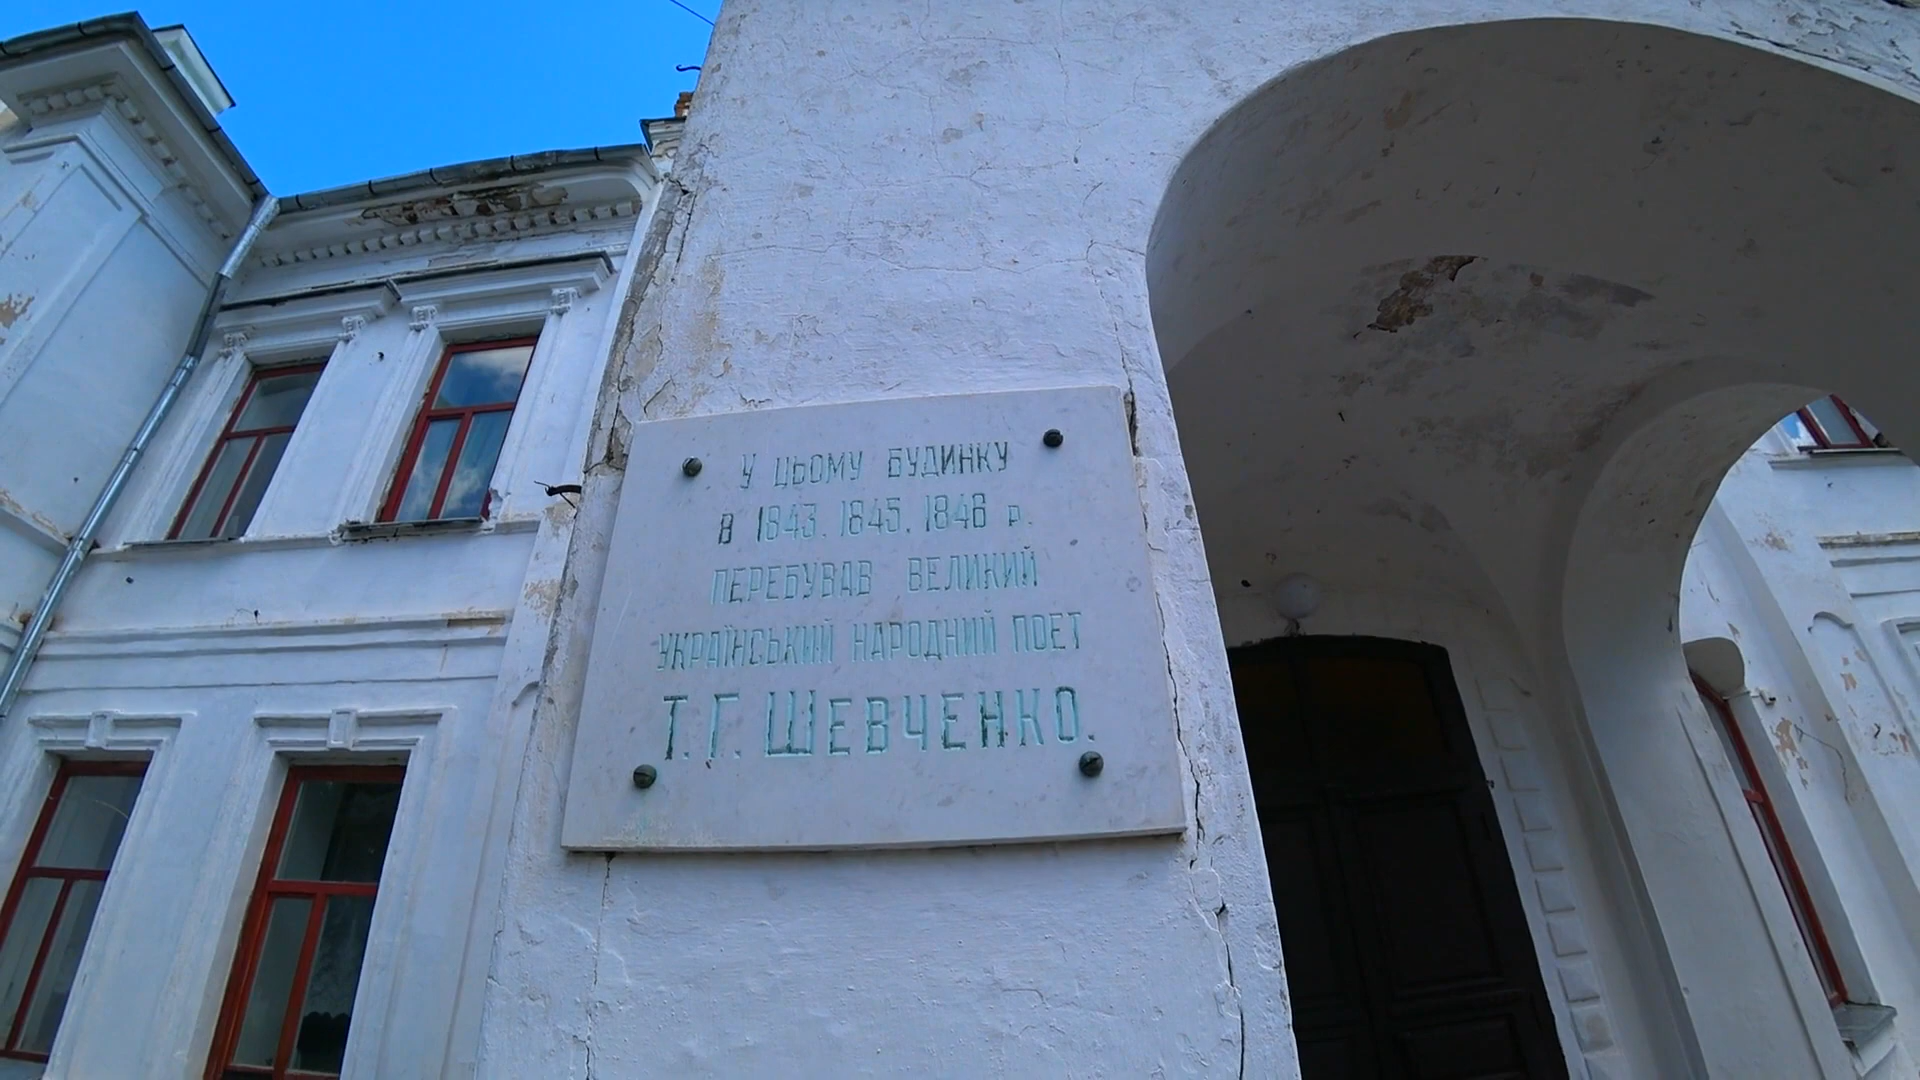 У ЦЬОМУ БУДИНКУ
В 1843, 1845, 1846 р.
ПЕРЕБУВАВ ВЕЛИКИЙ
УКРАЇНСЬКИЙ НАРОДНИЙ ПОЕТ
Т.Г. ШЕВЧЕНКО.